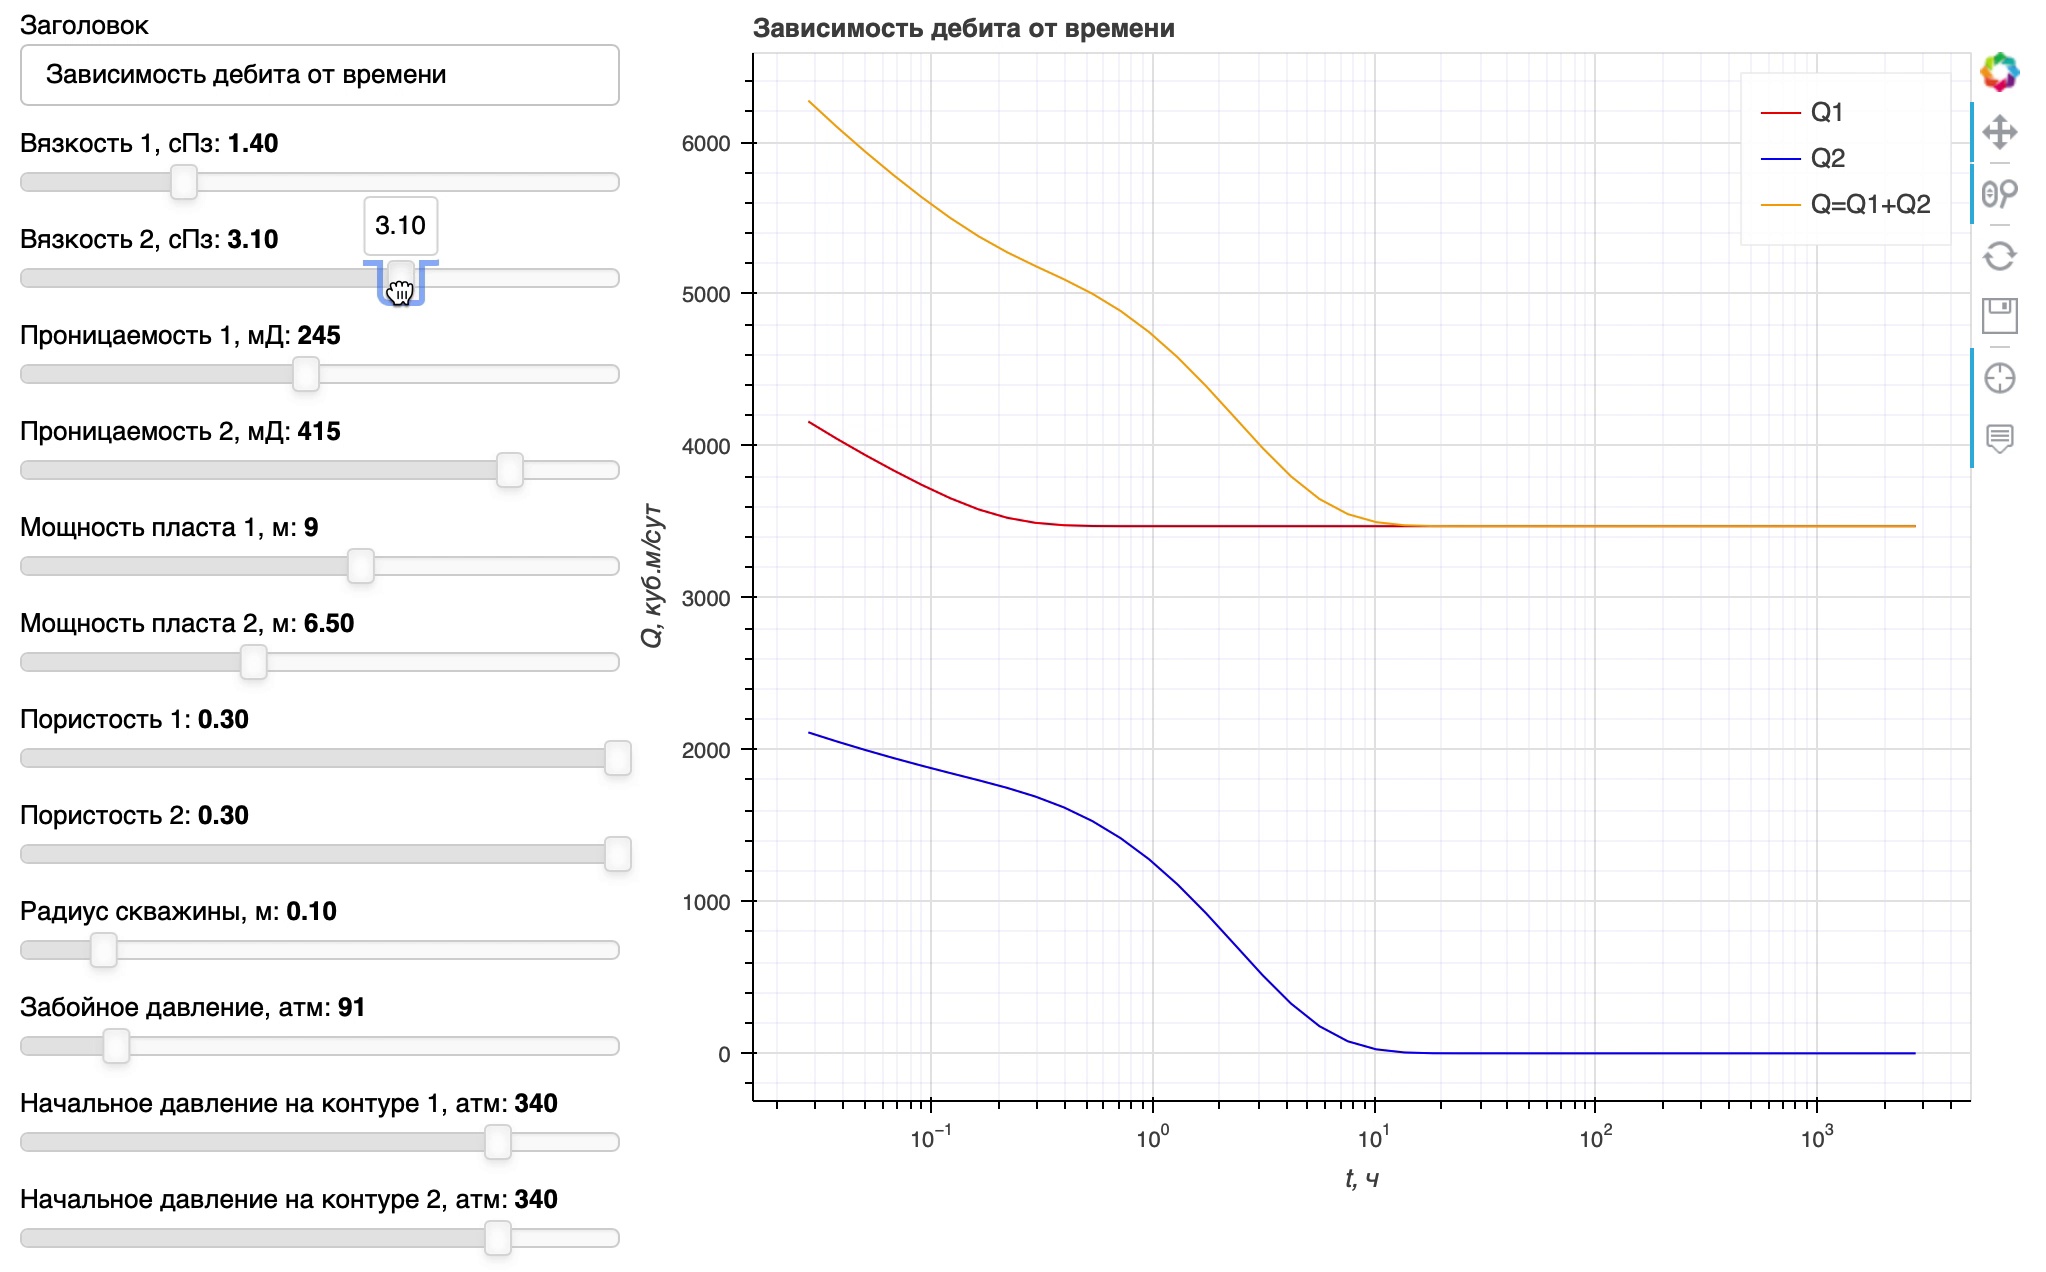 Заголовок
Зависимость дебита от времени
Вязкость 1, сПз: 1.40
3.10
Вязкость 2, сПз: 3.10
Проницаемость 1, мД: 245
Проницаемость 2, мД: 415
Мощность пласта 1, м: 9
Мощность пласта 2, м: 6.50
Пористость 1: 0.30
Пористость 2: 0.30
Радиус скважины, м: 0.10
Забойное давление, атм: 91
Начальное давление на контуре 1, атм: 340
Начальное давление на контуре 2, атм: 340
Зависимость дебита от времени
Q1
Q2
Q=Q1+Q2
Q, куб.м/сут
6000
5000
4000
3000
2000
1000
0
10⁻¹ 10⁰ 10¹ 10² 10³
t, ч